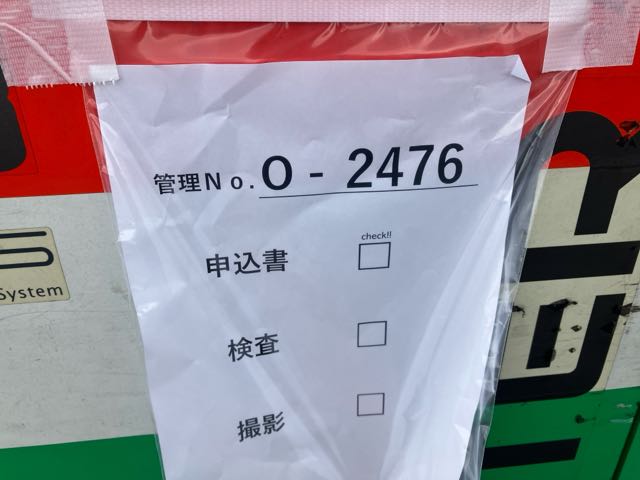 管理No. O - 2476
check!!
申込書
検査
撮影
S
System